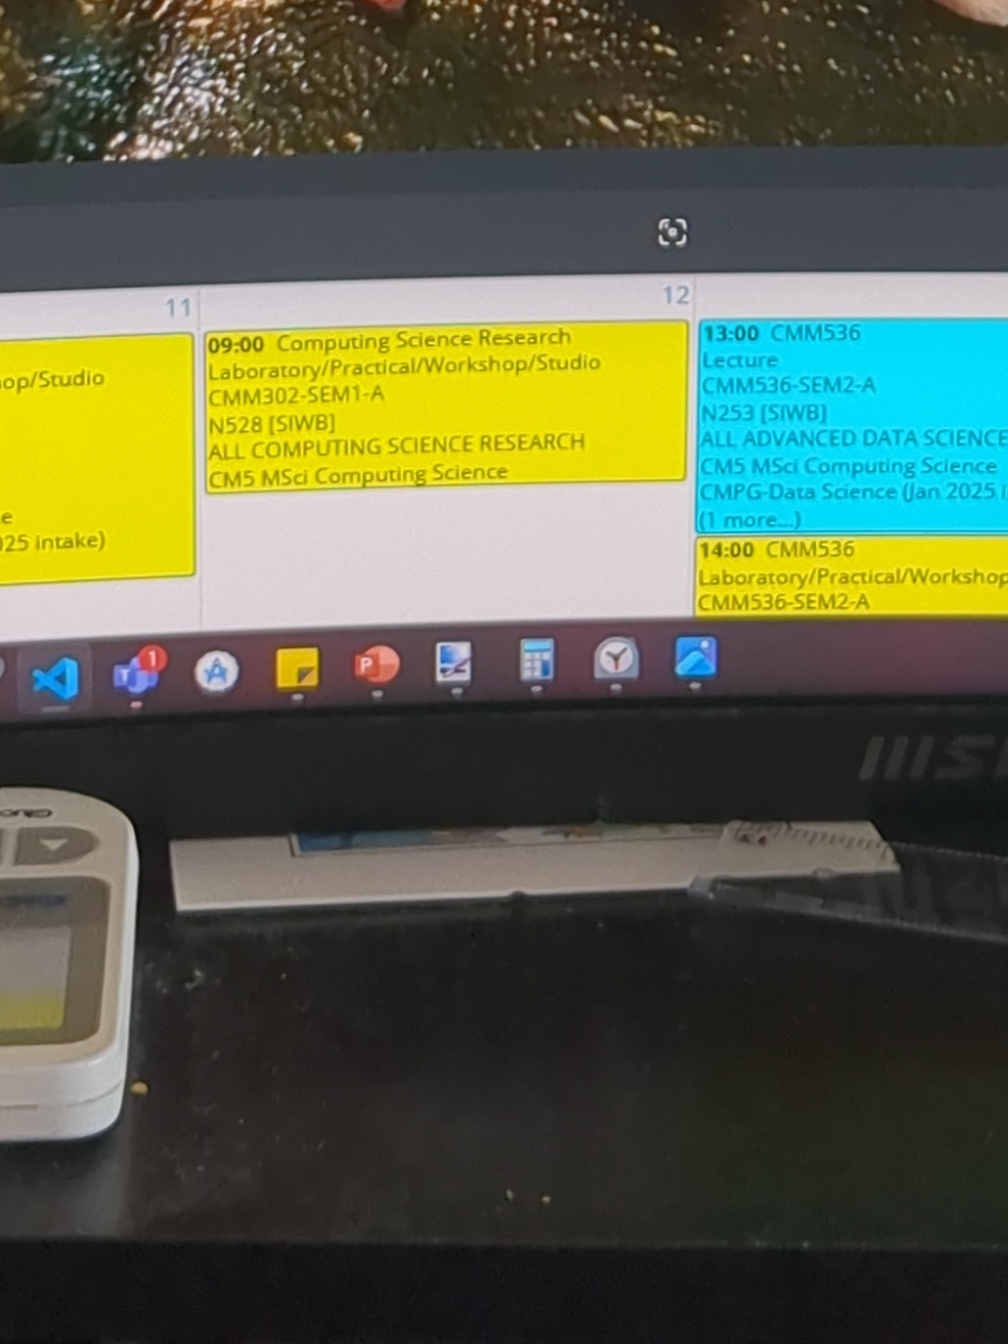 11
op/Studio
e
025 intake)
12
09:00 Computing Science Research
Laboratory/Practical/Workshop/Studio
CMM302-SEM1-A
N528 [SIWB]
ALL COMPUTING SCIENCE RESEARCH
CM5 MSci Computing Science
13:00 CMM536
Lecture
CMM536-SEM2-A
N253 [SIWB]
ALL ADVANCED DATA SCIENCE
CM5 MSci Computing Science
CMPG-Data Science (Jan 2025 i
(1 more...)
14:00 CMM536
Laboratory/Practical/Workshop
CMM536-SEM2-A
1
T
P
MSI